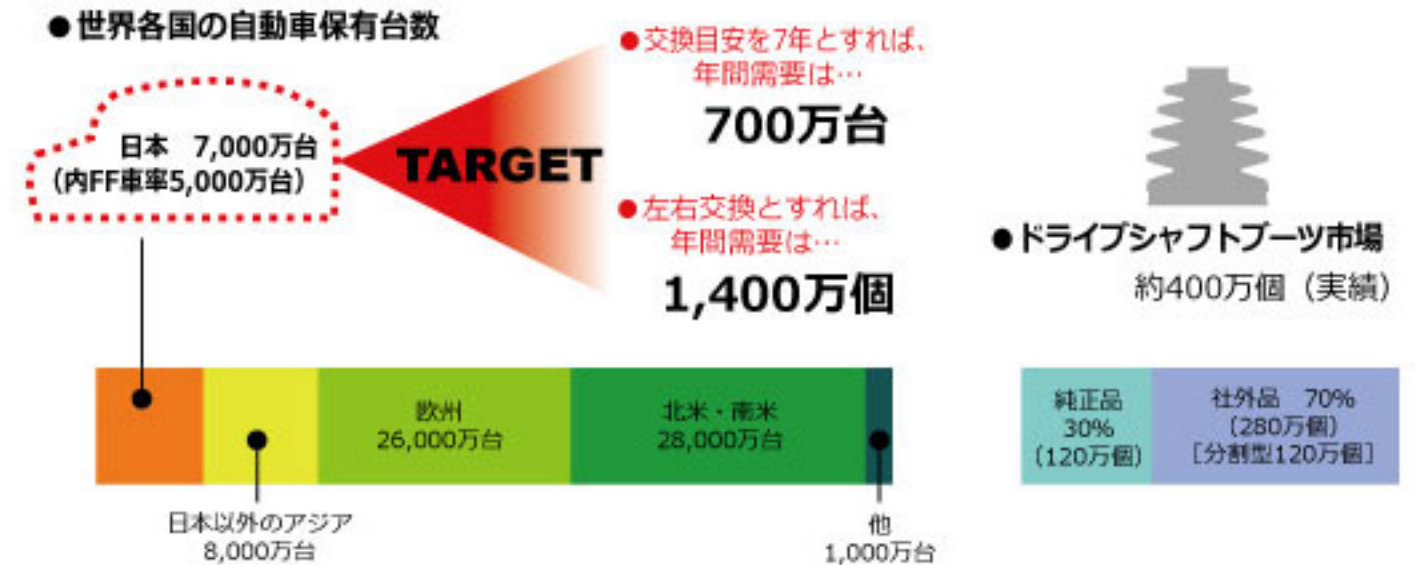 ●世界各国の自動車保有台数
日本 7,000万台
（内FF車率5,000万台）
TARGET
●交換目安を7年とすれば、
年間需要は…
700万台
●左右交換とすれば、
年間需要は…
1,400万個
●ドライブシャフトブーツ市場
約400万個（実績）
欧州
26,000万台
北米・南米
28,000万台
日本以外のアジア
8,000万台
他
1,000万台
純正品
30%
（120万個）
社外品 70%
（280万個）
［分割型120万個］